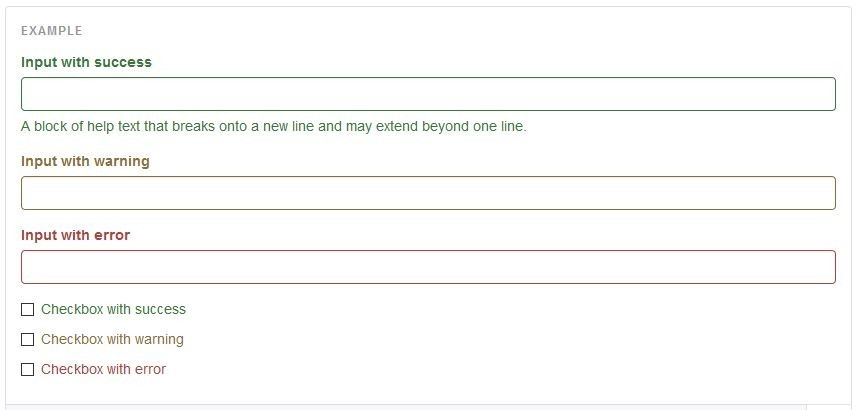 EXAMPLE
Input with success
A block of help text that breaks onto a new line and may extend beyond one line.
Input with warning
Input with error
Checkbox with success
Checkbox with warning
Checkbox with error